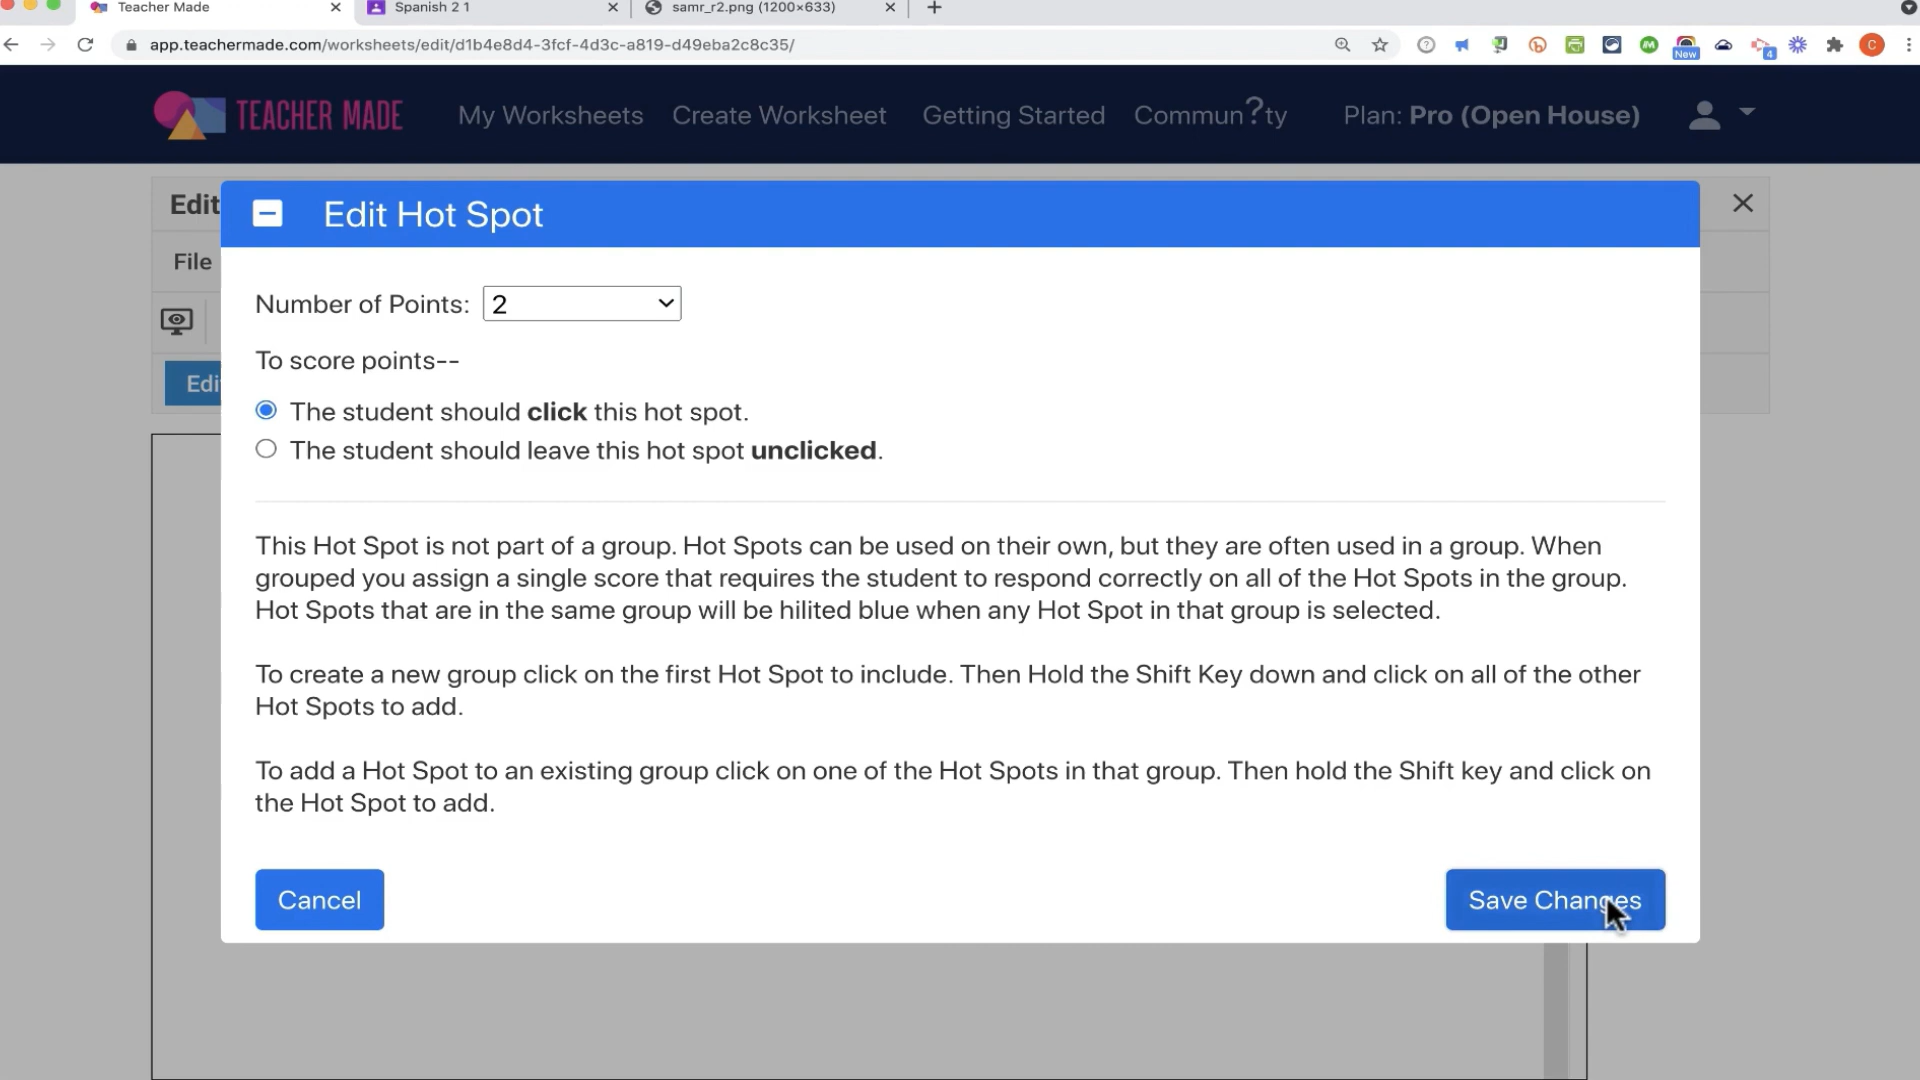 Teacher Made
Spanish 2 1
samr_r2.png (1200×633)
app.teachermade.com/worksheets/edit/d1b4e8d4-3fcf-4d3c-a819-d49eba2c8c35/
New
4
C
TEACHER MADE
My Worksheets
Create Worksheet
Getting Started
Commun?ty
Plan: Pro (Open House)
Edit
Edit Hot Spot
File
Number of Points: 2
To score points--
Edi
The student should click this hot spot.
The student should leave this hot spot unclicked.
This Hot Spot is not part of a group. Hot Spots can be used on their own, but they are often used in a group. When
grouped you assign a single score that requires the student to respond correctly on all of the Hot Spots in the group.
Hot Spots that are in the same group will be hilited blue when any Hot Spot in that group is selected.
To create a new group click on the first Hot Spot to include. Then Hold the Shift Key down and click on all of the other
Hot Spots to add.
To add a Hot Spot to an existing group click on one of the Hot Spots in that group. Then hold the Shift key and click on
the Hot Spot to add.
Cancel
Save Changes